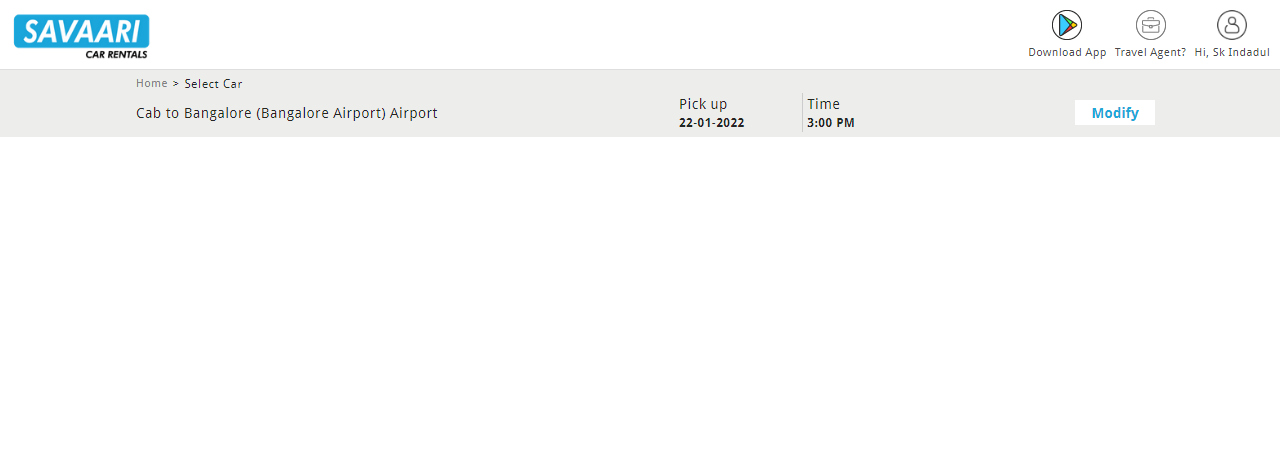 SAVAARI
CAR RENTALS
Download App
Travel Agent?
Hi, Sk Indadul
Home > Select Car
Cab to Bangalore (Bangalore Airport) Airport
Pick up
22-01-2022
Time
3:00 PM
Modify